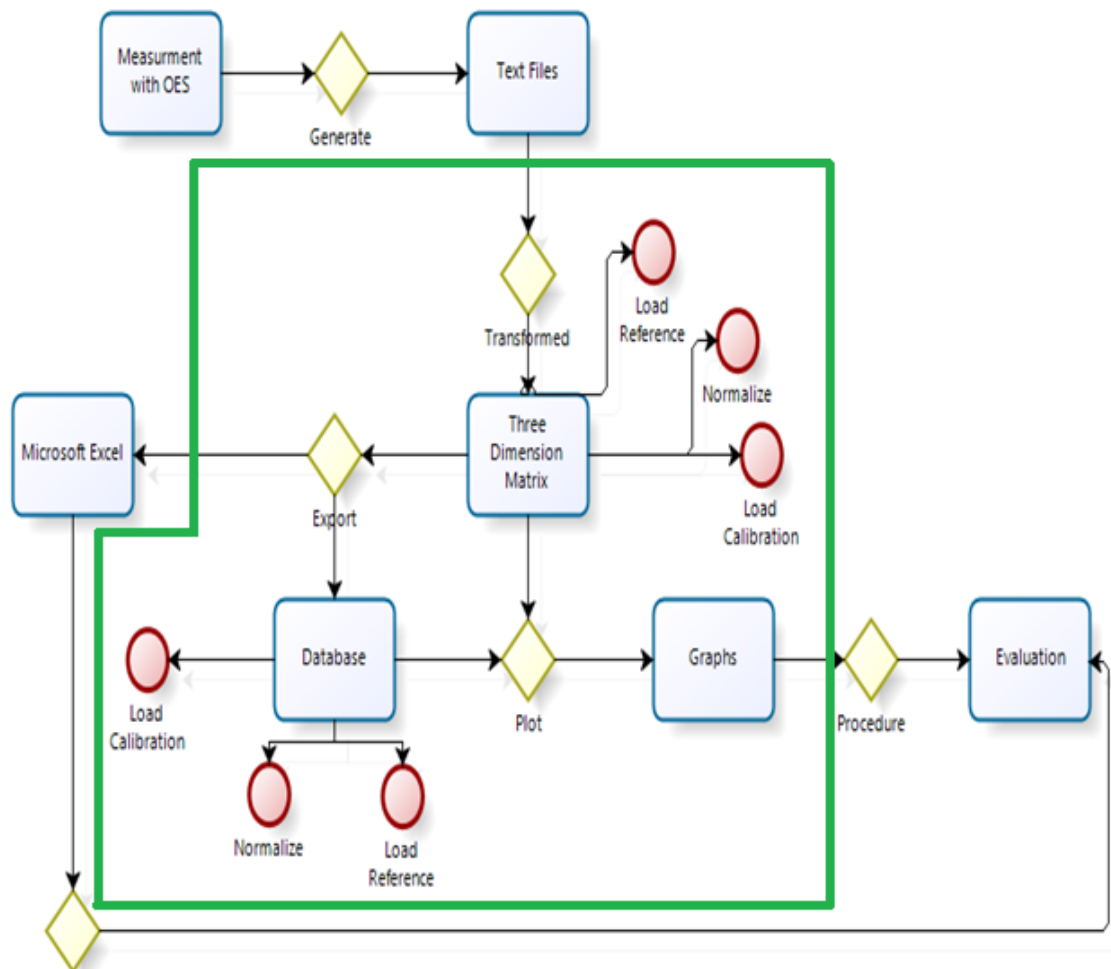 Measurment
with OES
Generate
Text Files
Transformed
Load
Reference
Normalize
Microsoft Excel
Three
Dimension
Matrix
Export
Load
Calibration
Database
Graphs
Evaluation
Load
Calibration
Plot
Procedure
Normalize
Load
Reference